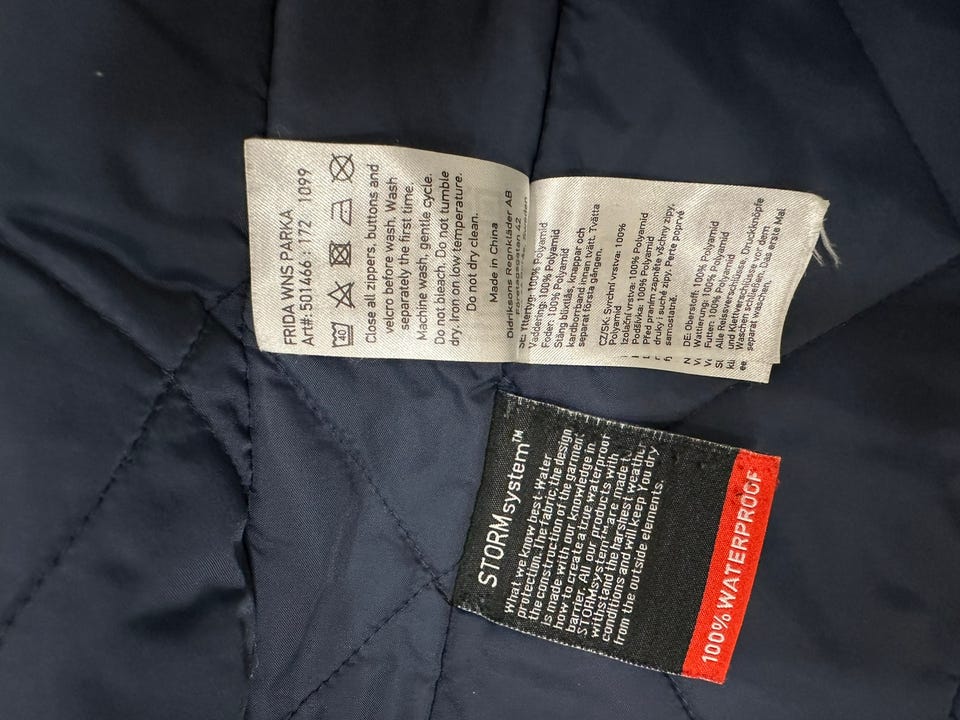 FRIDA WNS PARKA
Art#: 501466 : 172 1099
40
Close all zippers, buttons and
velcro before wash. Wash
separately the first time.
Machine wash, gentle cycle.
Do not bleach. Do not tumble
dry. Iron on low temperature.
Do not dry clean.
Made in China
Didriksons Regnkläder AB
SE: Yttertyg: 100% Polyamid
Vaddering: 100% Polyamid
Foder: 100% Polyamid
Stäng blixtlås, knappar och
kardborrband innan tvätt. Tvätta
separat första gången.
CZ/SK: Svrchní vrstva: 100%
Polyamid
Izolační vrstva: 100% Polyamid
Podšívka: 100% Polyamid
Před praním zapněte všechny zipy,
druky i suché zipy. Perte poprvé
samostatně.
DE: Oberstoff: 100% Polyamid
Wattierung: 100% Polyamid
Futter: 100% Polyamid
Alle Reissverschlüsse, Druckknöpfe
und Klettverschlüsse vor dem
Waschen schließen. Das erste Mal
separat waschen.
STORMsystem™
What we know best-Water
protection. The fabric, the design
the construction of the garment
is made with our knowledge in
how to create a true waterproof
barrier. All our products with
STORMsystem™ are made to
withstand the harshest weather
conditions and will keep You dry
from the outside elements.
100% WATERPROOF